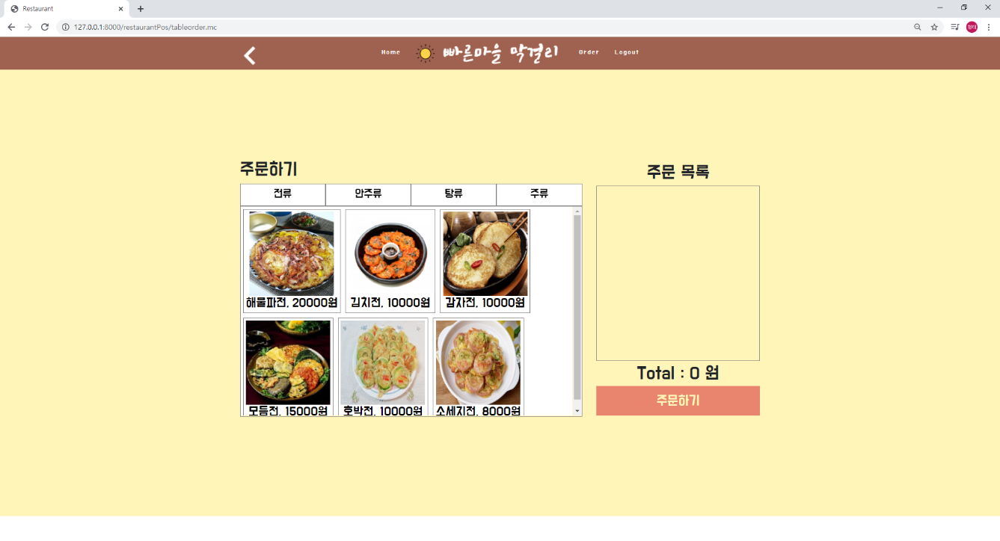 Restaurant
127.0.0.1:8000/restaurantPos/tableorder.mc
Home
빠른마을 막걸리
Order
Logout
주문하기
전류
안주류
탕류
주류
해물파전, 20000원
김치전, 10000원
감자전, 10000원
모듬전, 15000원
호박전, 10000원
소세지전, 8000원
주문 목록
Total : 0 원
주문하기